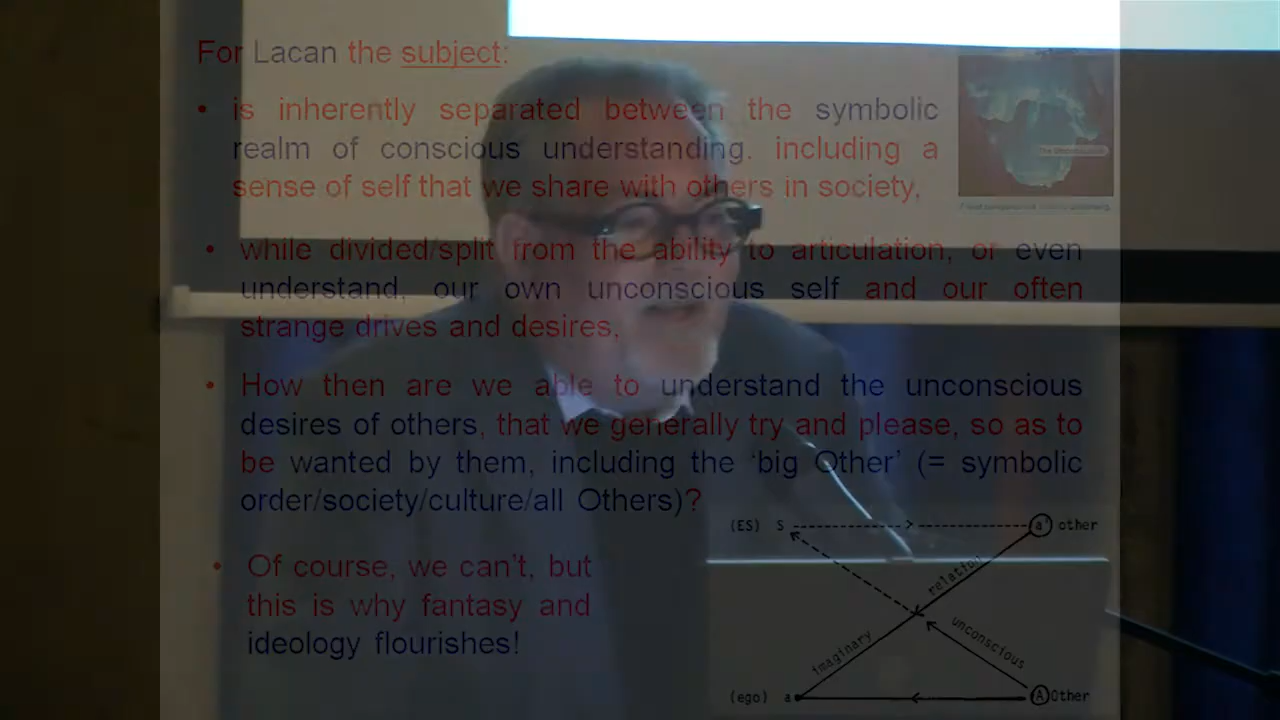 For Lacan the subject:
• is inherently separated between the symbolic
realm of conscious understanding. including a
sense of self that we share with others in society,
• while divided/split from the ability to articulation, or even
understand, our own unconscious self and our often
strange drives and desires,
• How then are we able to understand the unconscious
desires of others, that we generally try and please, so as to
be wanted by them, including the ‘big Other’ (= symbolic
order/society/culture/all Others)?
• Of course, we can't, but
this is why fantasy and
ideology flourishes!
The Unconscious
(ES) S
a' other
relation
imaginary
unconscious
(ego) a
A Other